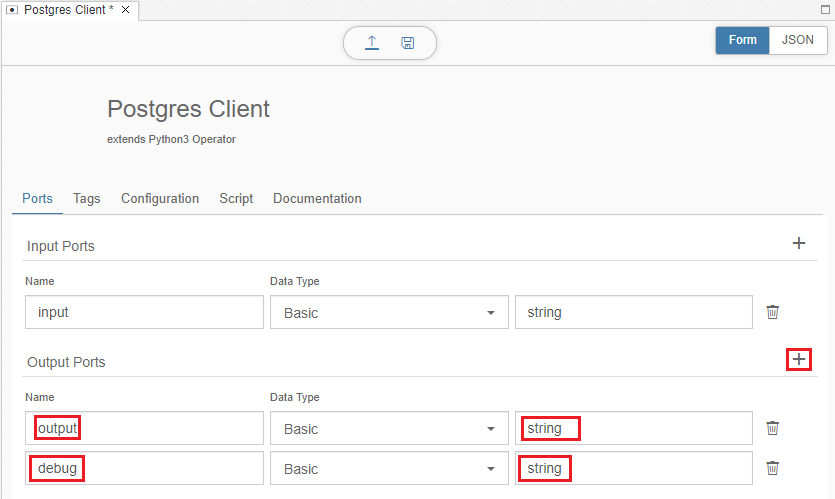 Postgres Client *
Form JSON
Postgres Client
extends Python3 Operator
Ports Tags Configuration Script Documentation
Input Ports
Name Data Type
input Basic string
Output Ports
Name Data Type
output Basic string
debug Basic string